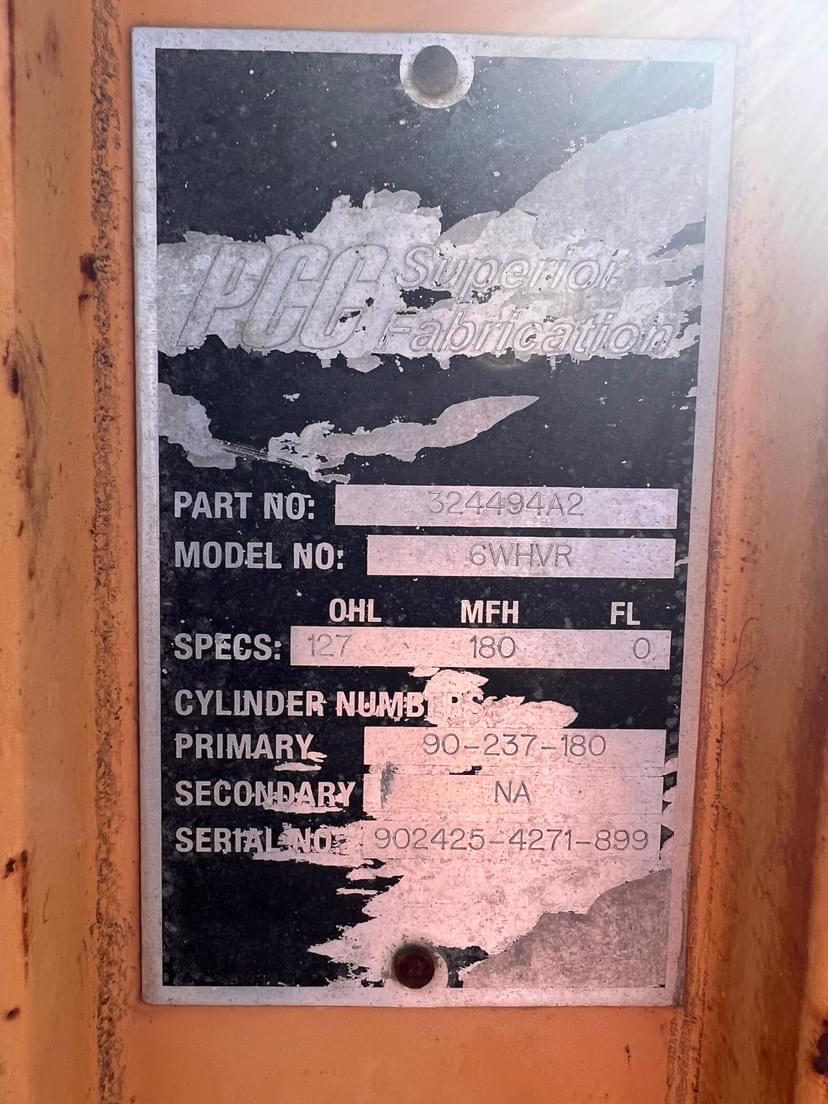 PCC Superior
Fabrication
PART NO: 324494A2
MODEL NO: 6WHVR
OHL MFH FL
SPECS: 127 180 0
CYLINDER NUMBERS
PRIMARY 90-237-180
SECONDARY NA
SERIAL NO: 902425-4271-899